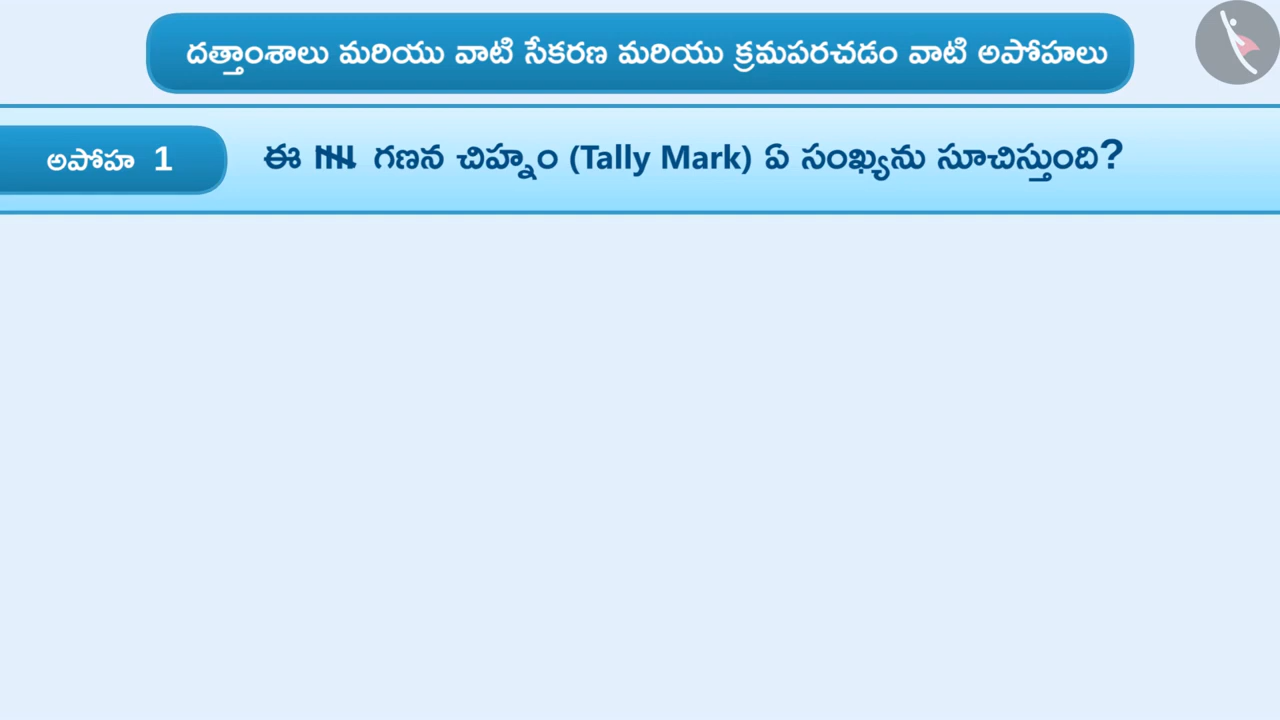 దత్తాంశాలు మరియు వాటి సేకరణ మరియు క్రమపరచడం వాటి అపోహలు
అపోహ 1
ఈ 𝍸 గణన చిహ్నం (Tally Mark) ఏ సంఖ్యను సూచిస్తుంది?